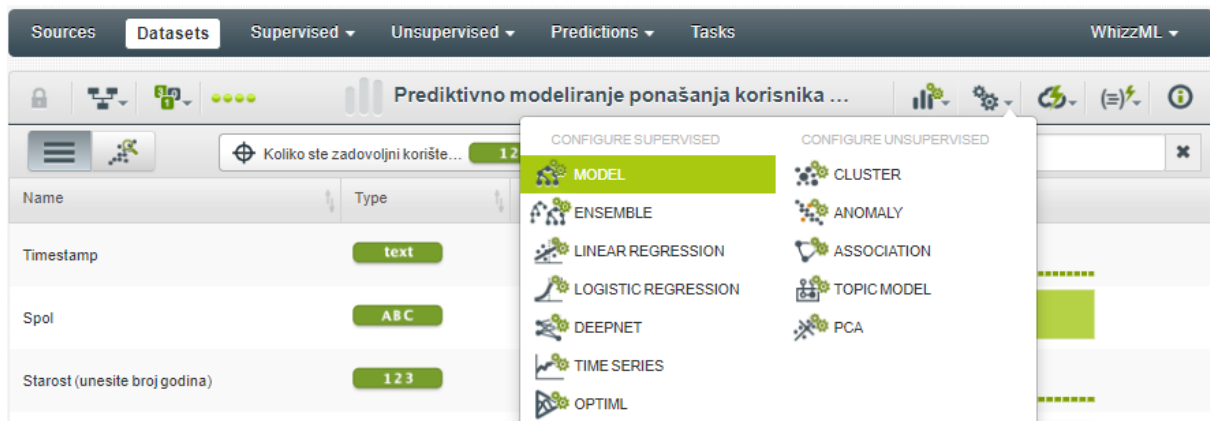 Sources Datasets Supervised Unsupervised Predictions Tasks WhizzML
Prediktivno modeliranje ponašanja korisnika ...
Koliko ste zadovoljni korište... 12
CONFIGURE SUPERVISED CONFIGURE UNSUPERVISED
MODEL CLUSTER
ENSEMBLE ANOMALY
LINEAR REGRESSION ASSOCIATION
LOGISTIC REGRESSION TOPIC MODEL
DEEPNET PCA
TIME SERIES
OPTIML
Name Type
Timestamp text
Spol ABC
Starost (unesite broj godina) 123